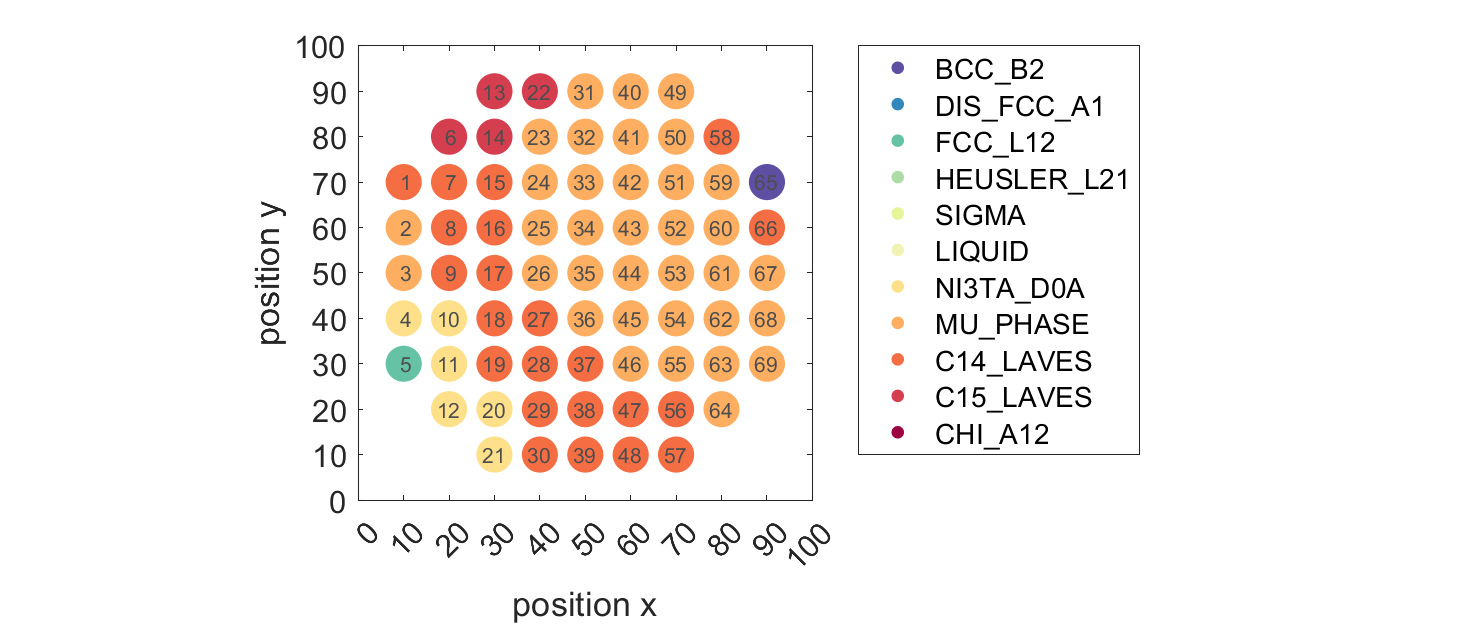 100
90
80
70
60
50
40
30
20
10
0
position y
13 22 31 40 49
6 14 23 32 41 50 58
1 7 15 24 33 42 51 59 65
2 8 16 25 34 43 52 60 66
3 9 17 26 35 44 53 61 67
4 10 18 27 36 45 54 62 68
5 11 19 28 37 46 55 63 69
12 20 29 38 47 56 64
21 30 39 48 57
0 10 20 30 40 50 60 70 80 90 100
position x
BCC_B2
DIS_FCC_A1
FCC_L12
HEUSLER_L21
SIGMA
LIQUID
NI3TA_D0A
MU_PHASE
C14_LAVES
C15_LAVES
CHI_A12